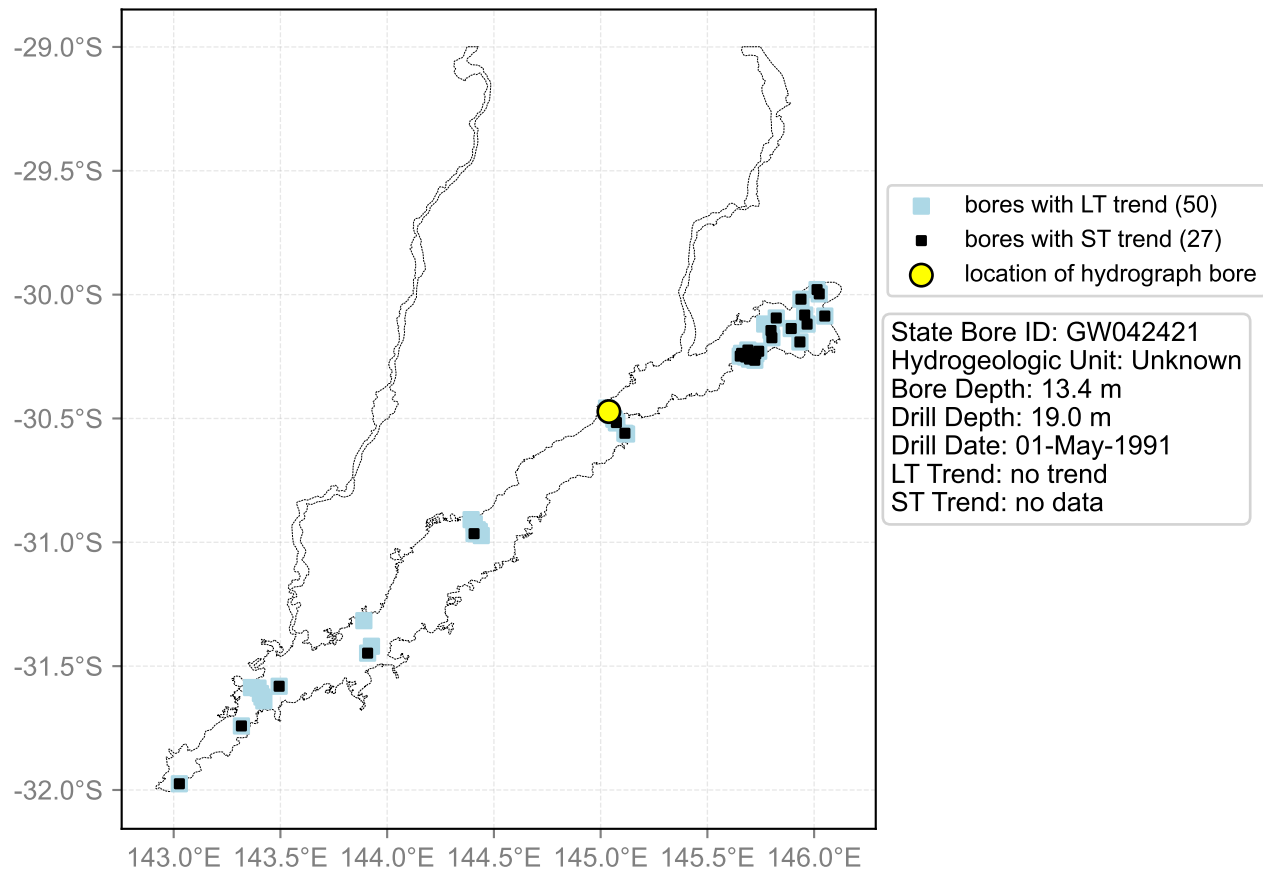 -29.0°S
-29.5°S
-30.0°S
-30.5°S
-31.0°S
-31.5°S
-32.0°S
143.0°E 143.5°E 144.0°E 144.5°E 145.0°E 145.5°E 146.0°E
bores with LT trend (50)
bores with ST trend (27)
location of hydrograph bore
State Bore ID: GW042421
Hydrogeologic Unit: Unknown
Bore Depth: 13.4 m
Drill Depth: 19.0 m
Drill Date: 01-May-1991
LT Trend: no trend
ST Trend: no data